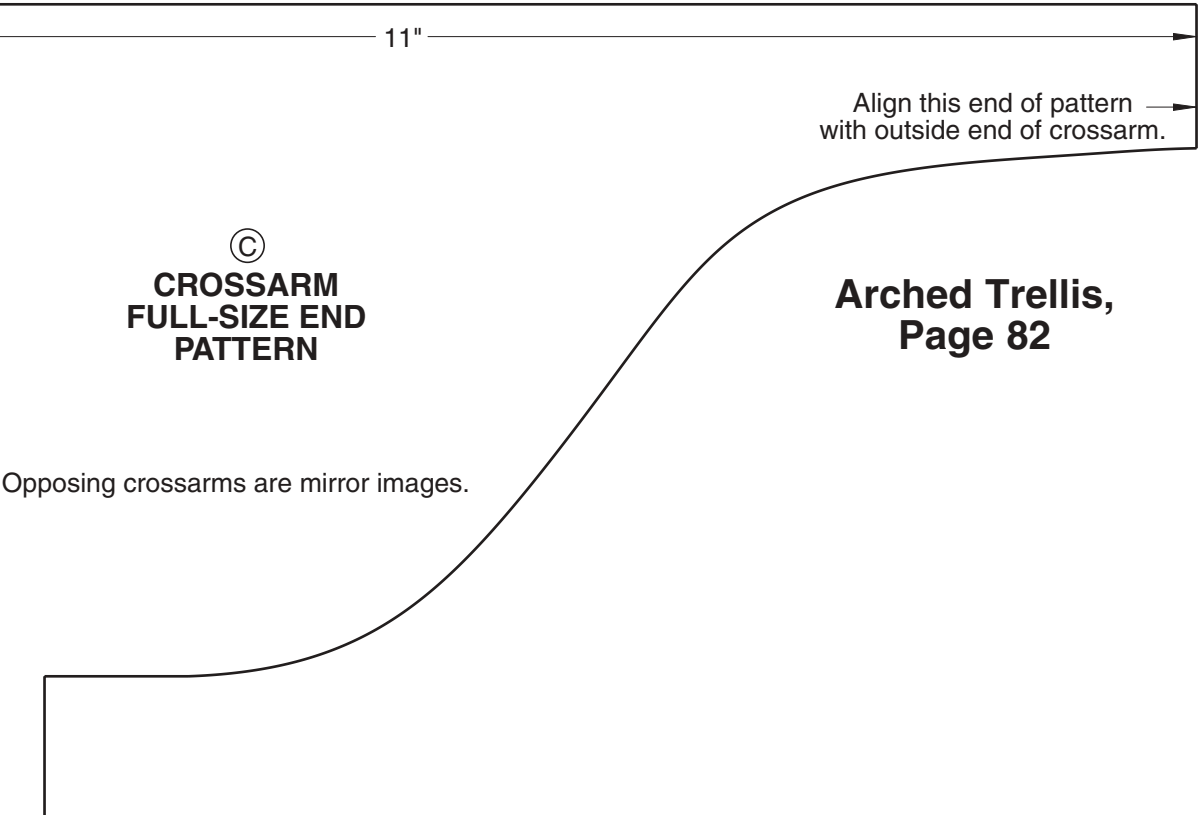 11"
Align this end of pattern
with outside end of crossarm.
Ⓒ
CROSSARM
FULL-SIZE END
PATTERN
Arched Trellis,
Page 82
Opposing crossarms are mirror images.